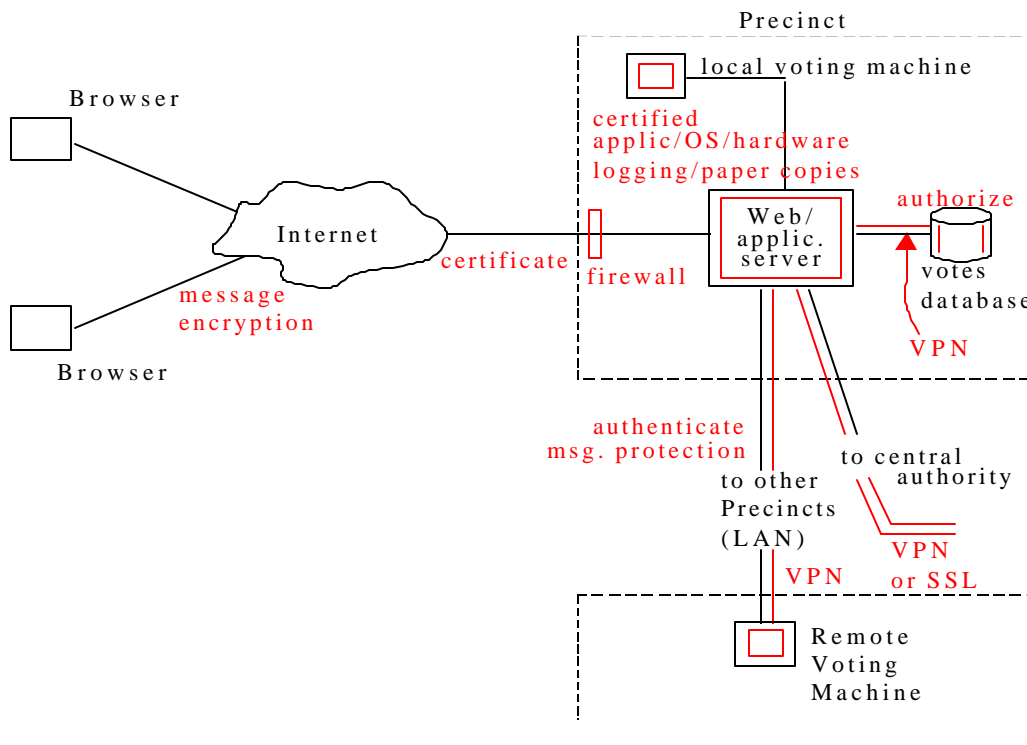 Precinct
local voting machine
Browser
certified
applic/OS/hardware
logging/paper copies
authorize
Web/
applic.
server
Internet
certificate
firewall
votes
database
message
encryption
VPN
Browser
authenticate
msg. protection
to central
authority
to other
Precincts
(LAN)
VPN
or SSL
VPN
Remote
Voting
Machine